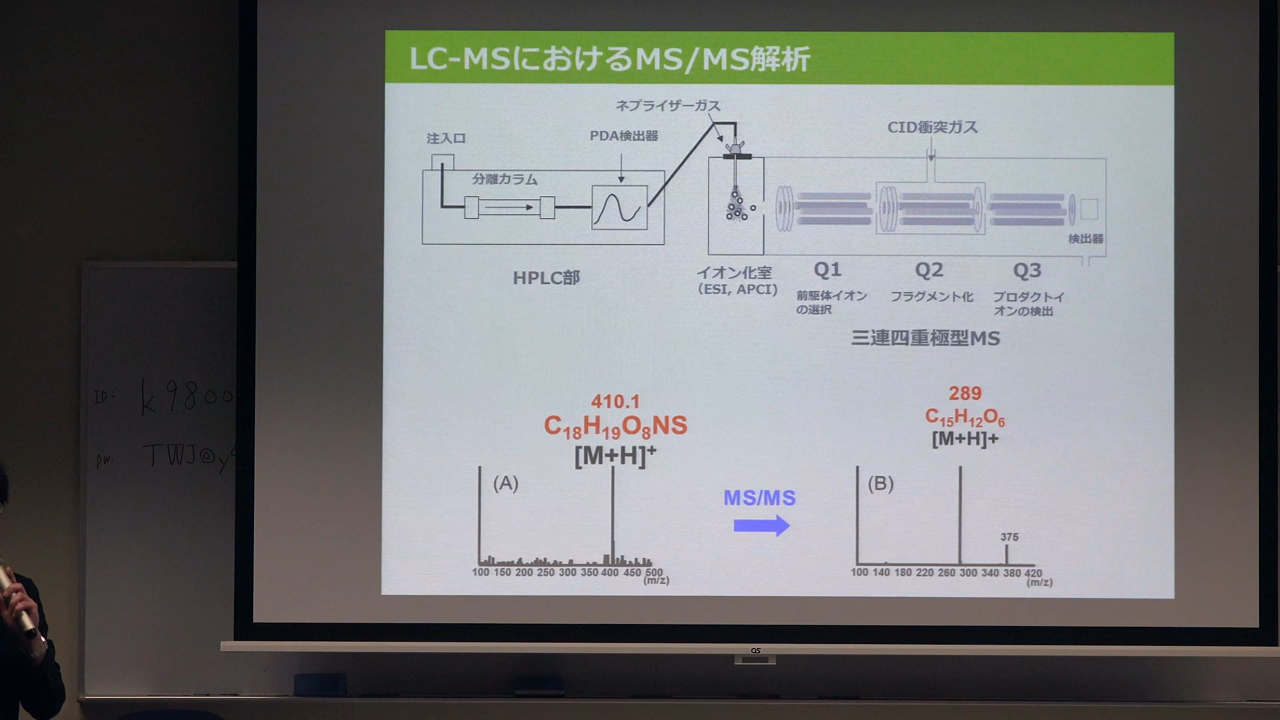 LC-MSにおけるMS/MS解析
ネブライザーガス
注入口
PDA検出器
CID衝突ガス
分離カラム
検出器
HPLC部
イオン化室
(ESI, APCI)
Q1
Q2
Q3
前駆体イオン
の選択
フラグメント化
プロダクトイ
オンの検出
三連四重極型MS
410.1
C18H19O8NS
[M+H]+
289
C15H12O6
[M+H]+
(A)
MS/MS
(B)
375
100 150 200 250 300 350 400 450 500
(m/z)
100 140 180 220 260 300 340 380 420
(m/z)
ID: k9800
pw. TWJ@y